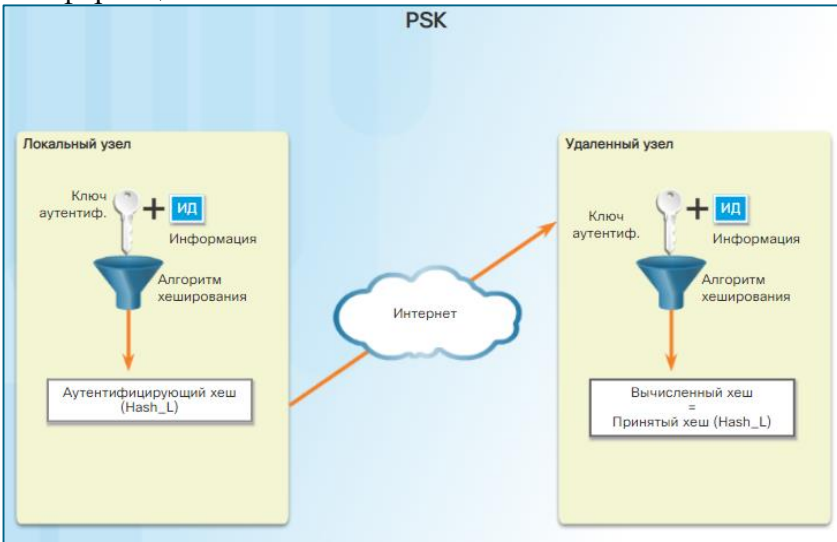 PSK
Локальный узел
Ключ
аутентиф.
ИД
Информация
Алгоритм
хеширования
Аутентифицирующий хеш
(Hash_L)
Интернет
Удаленный узел
Ключ
аутентиф.
ИД
Информация
Алгоритм
хеширования
Вычисленный хеш
=
Принятый хеш (Hash_L)